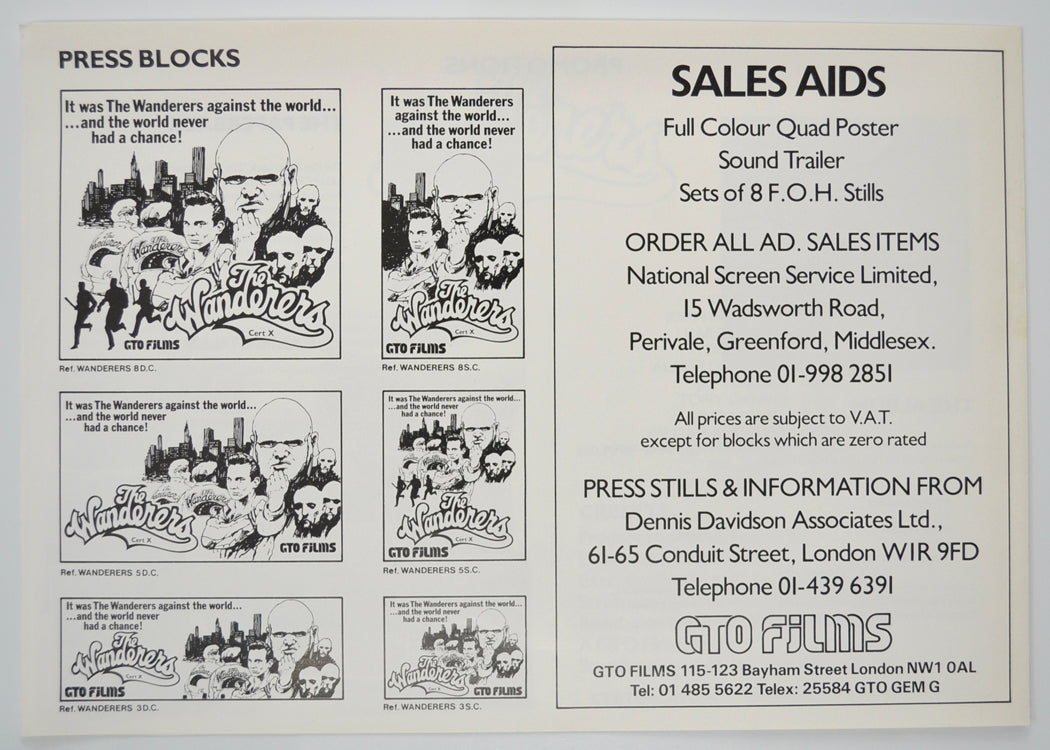 PRESS BLOCKS
It was The Wanderers against the world...
...and the world never
had a chance!
The Wanderers
The
Wanderers
Cert X
GTO FILMS
Ref. WANDERERS 8D.C.
It was The Wanderers
against the world...
...and the world never
had a chance!
The
Wanderers
Cert X
GTO FILMS
Ref. WANDERERS 8S.C.
It was The Wanderers against the world...
...and the world never
had a chance!
The
Wanderers
Cert X
GTO FILMS
Ref. WANDERERS 5D.C.
It was The Wanderers against the world...
...and the world never
had a chance!
The
Wanderers
Cert X
GTO FILMS
Ref. WANDERERS 5S.C.
It was The Wanderers against the world...
...and the world never
had a chance!
The
Wanderers
Cert X
GTO FILMS
Ref. WANDERERS 3D.C.
It was The Wanderers against the world...
...and the world never
had a chance!
The
Wanderers
Cert X
GTO FILMS
Ref. WANDERERS 3S.C.
SALES AIDS
Full Colour Quad Poster
Sound Trailer
Sets of 8 F.O.H. Stills
ORDER ALL AD. SALES ITEMS
National Screen Service Limited,
15 Wadsworth Road,
Perivale, Greenford, Middlesex.
Telephone 01-998 2851
All prices are subject to V.A.T.
except for blocks which are zero rated
PRESS STILLS & INFORMATION FROM
Dennis Davidson Associates Ltd.,
61-65 Conduit Street, London W1R 9FD
Telephone 01-439 6391
GTO FILMS
GTO FILMS 115-123 Bayham Street London NW1 0AL
Tel: 01 485 5622 Telex: 25584 GTO GEM G